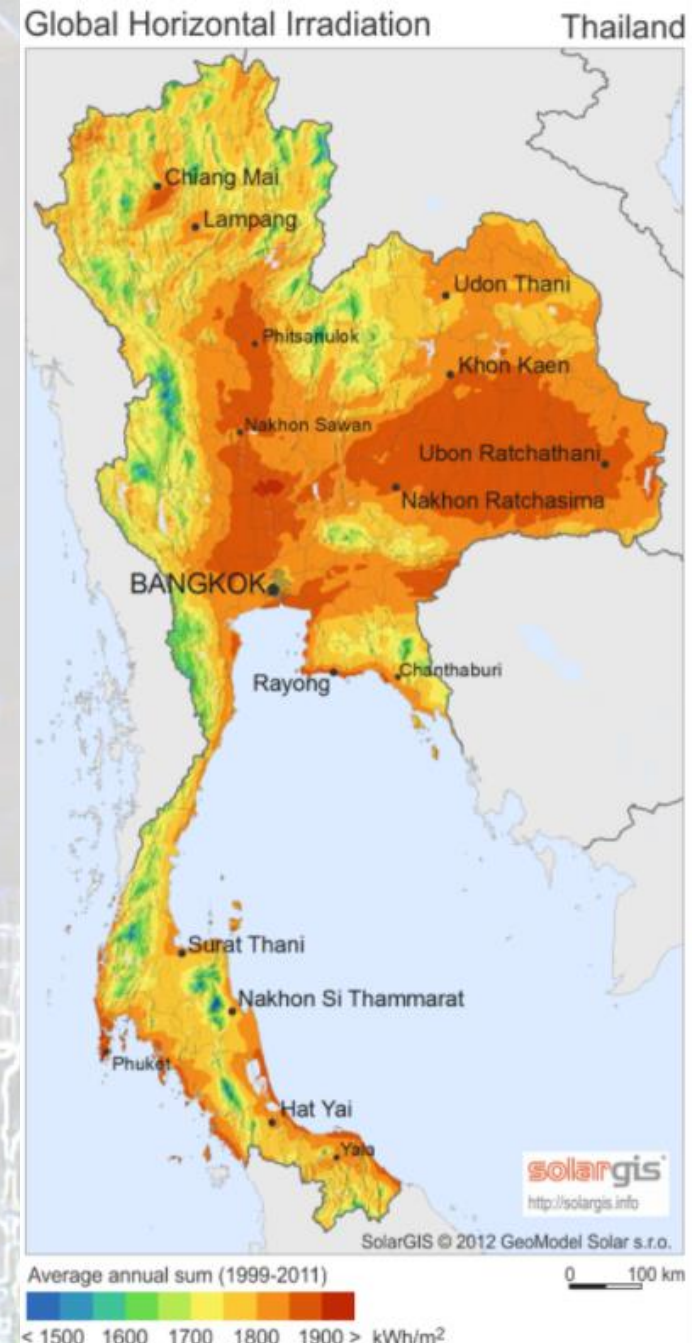 Global Horizontal Irradiation Thailand
Chiang Mai
Lampang
Udon Thani
Phitsanulok
Khon Kaen
Nakhon Sawan
Ubon Ratchathani
Nakhon Ratchasima
BANGKOK
Chanthaburi
Rayong
Surat Thani
Nakhon Si Thammarat
Phuket
Hat Yai
Yala
solargis
http://solargis.info
SolarGIS © 2012 GeoModel Solar s.r.o.
Average annual sum (1999-2011) 0 100 km
< 1500 1600 1700 1800 1900 > kWh/m²